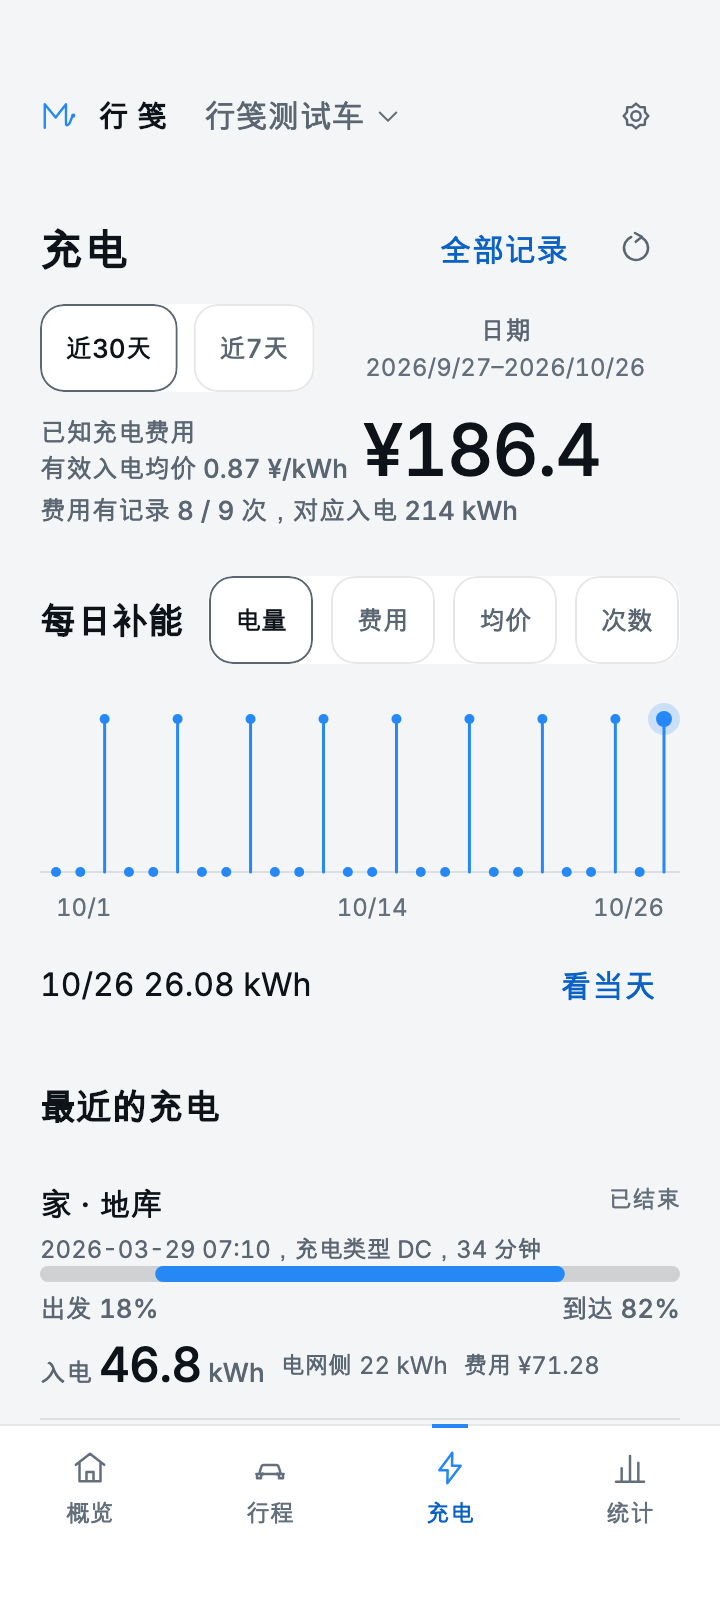 行笺 行笺测试车
充电 全部记录
近30天 近7天 日期
2026/9/27–2026/10/26
已知充电费用
有效入电均价 0.87 ¥/kWh ¥186.4
费用有记录 8 / 9 次，对应入电 214 kWh
每日补能 电量 费用 均价 次数
10/1 10/14 10/26
10/26 26.08 kWh 看当天
最近的充电
家 · 地库 已结束
2026-03-29 07:10，充电类型 DC，34 分钟
出发 18% 到达 82%
入电 46.8 kWh 电网侧 22 kWh 费用 ¥71.28
概览 行程 充电 统计